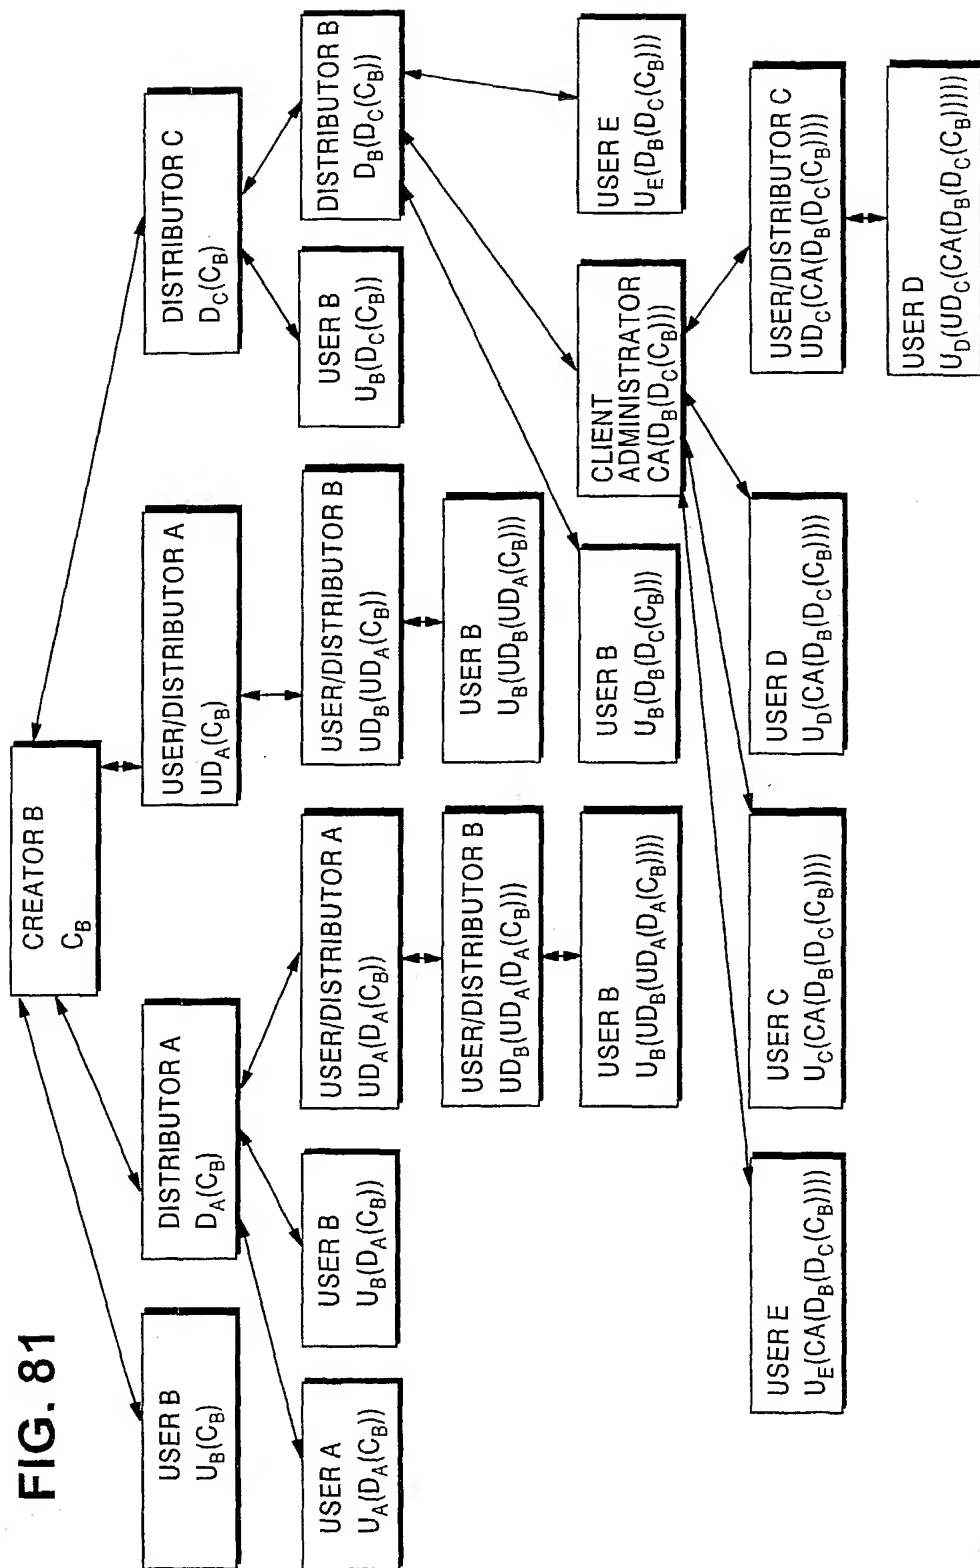 FIG. 81
CREATOR B
C_B
USER B
U_B(C_B)
DISTRIBUTOR A
D_A(C_B)
USER/DISTRIBUTOR A
UD_A(C_B)
DISTRIBUTOR C
D_C(C_B)
USER A
U_A(D_A(C_B))
USER B
U_B(D_A(C_B))
USER/DISTRIBUTOR A
UD_A(D_A(C_B))
USER/DISTRIBUTOR B
UD_B(UD_A(C_B))
USER B
U_B(D_C(C_B))
DISTRIBUTOR B
D_B(D_C(C_B))
USER/DISTRIBUTOR B
UD_B(UD_A(D_A(C_B)))
USER B
U_B(UD_B(UD_A(C_B)))
USER B
U_B(UD_B(UD_A(D_A(C_B))))
USER B
U_B(D_B(D_C(C_B)))
CLIENT
ADMINISTRATOR
CA(D_B(D_C(C_B)))
USER E
U_E(D_B(D_C(C_B)))
USER E
U_E(CA(D_B(D_C(C_B))))
USER C
U_C(CA(D_B(D_C(C_B))))
USER D
U_D(CA(D_B(D_C(C_B))))
USER/DISTRIBUTOR C
UD_C(CA(D_B(D_C(C_B))))
USER D
U_D(UD_C(CA(D_B(D_C(C_B)))))